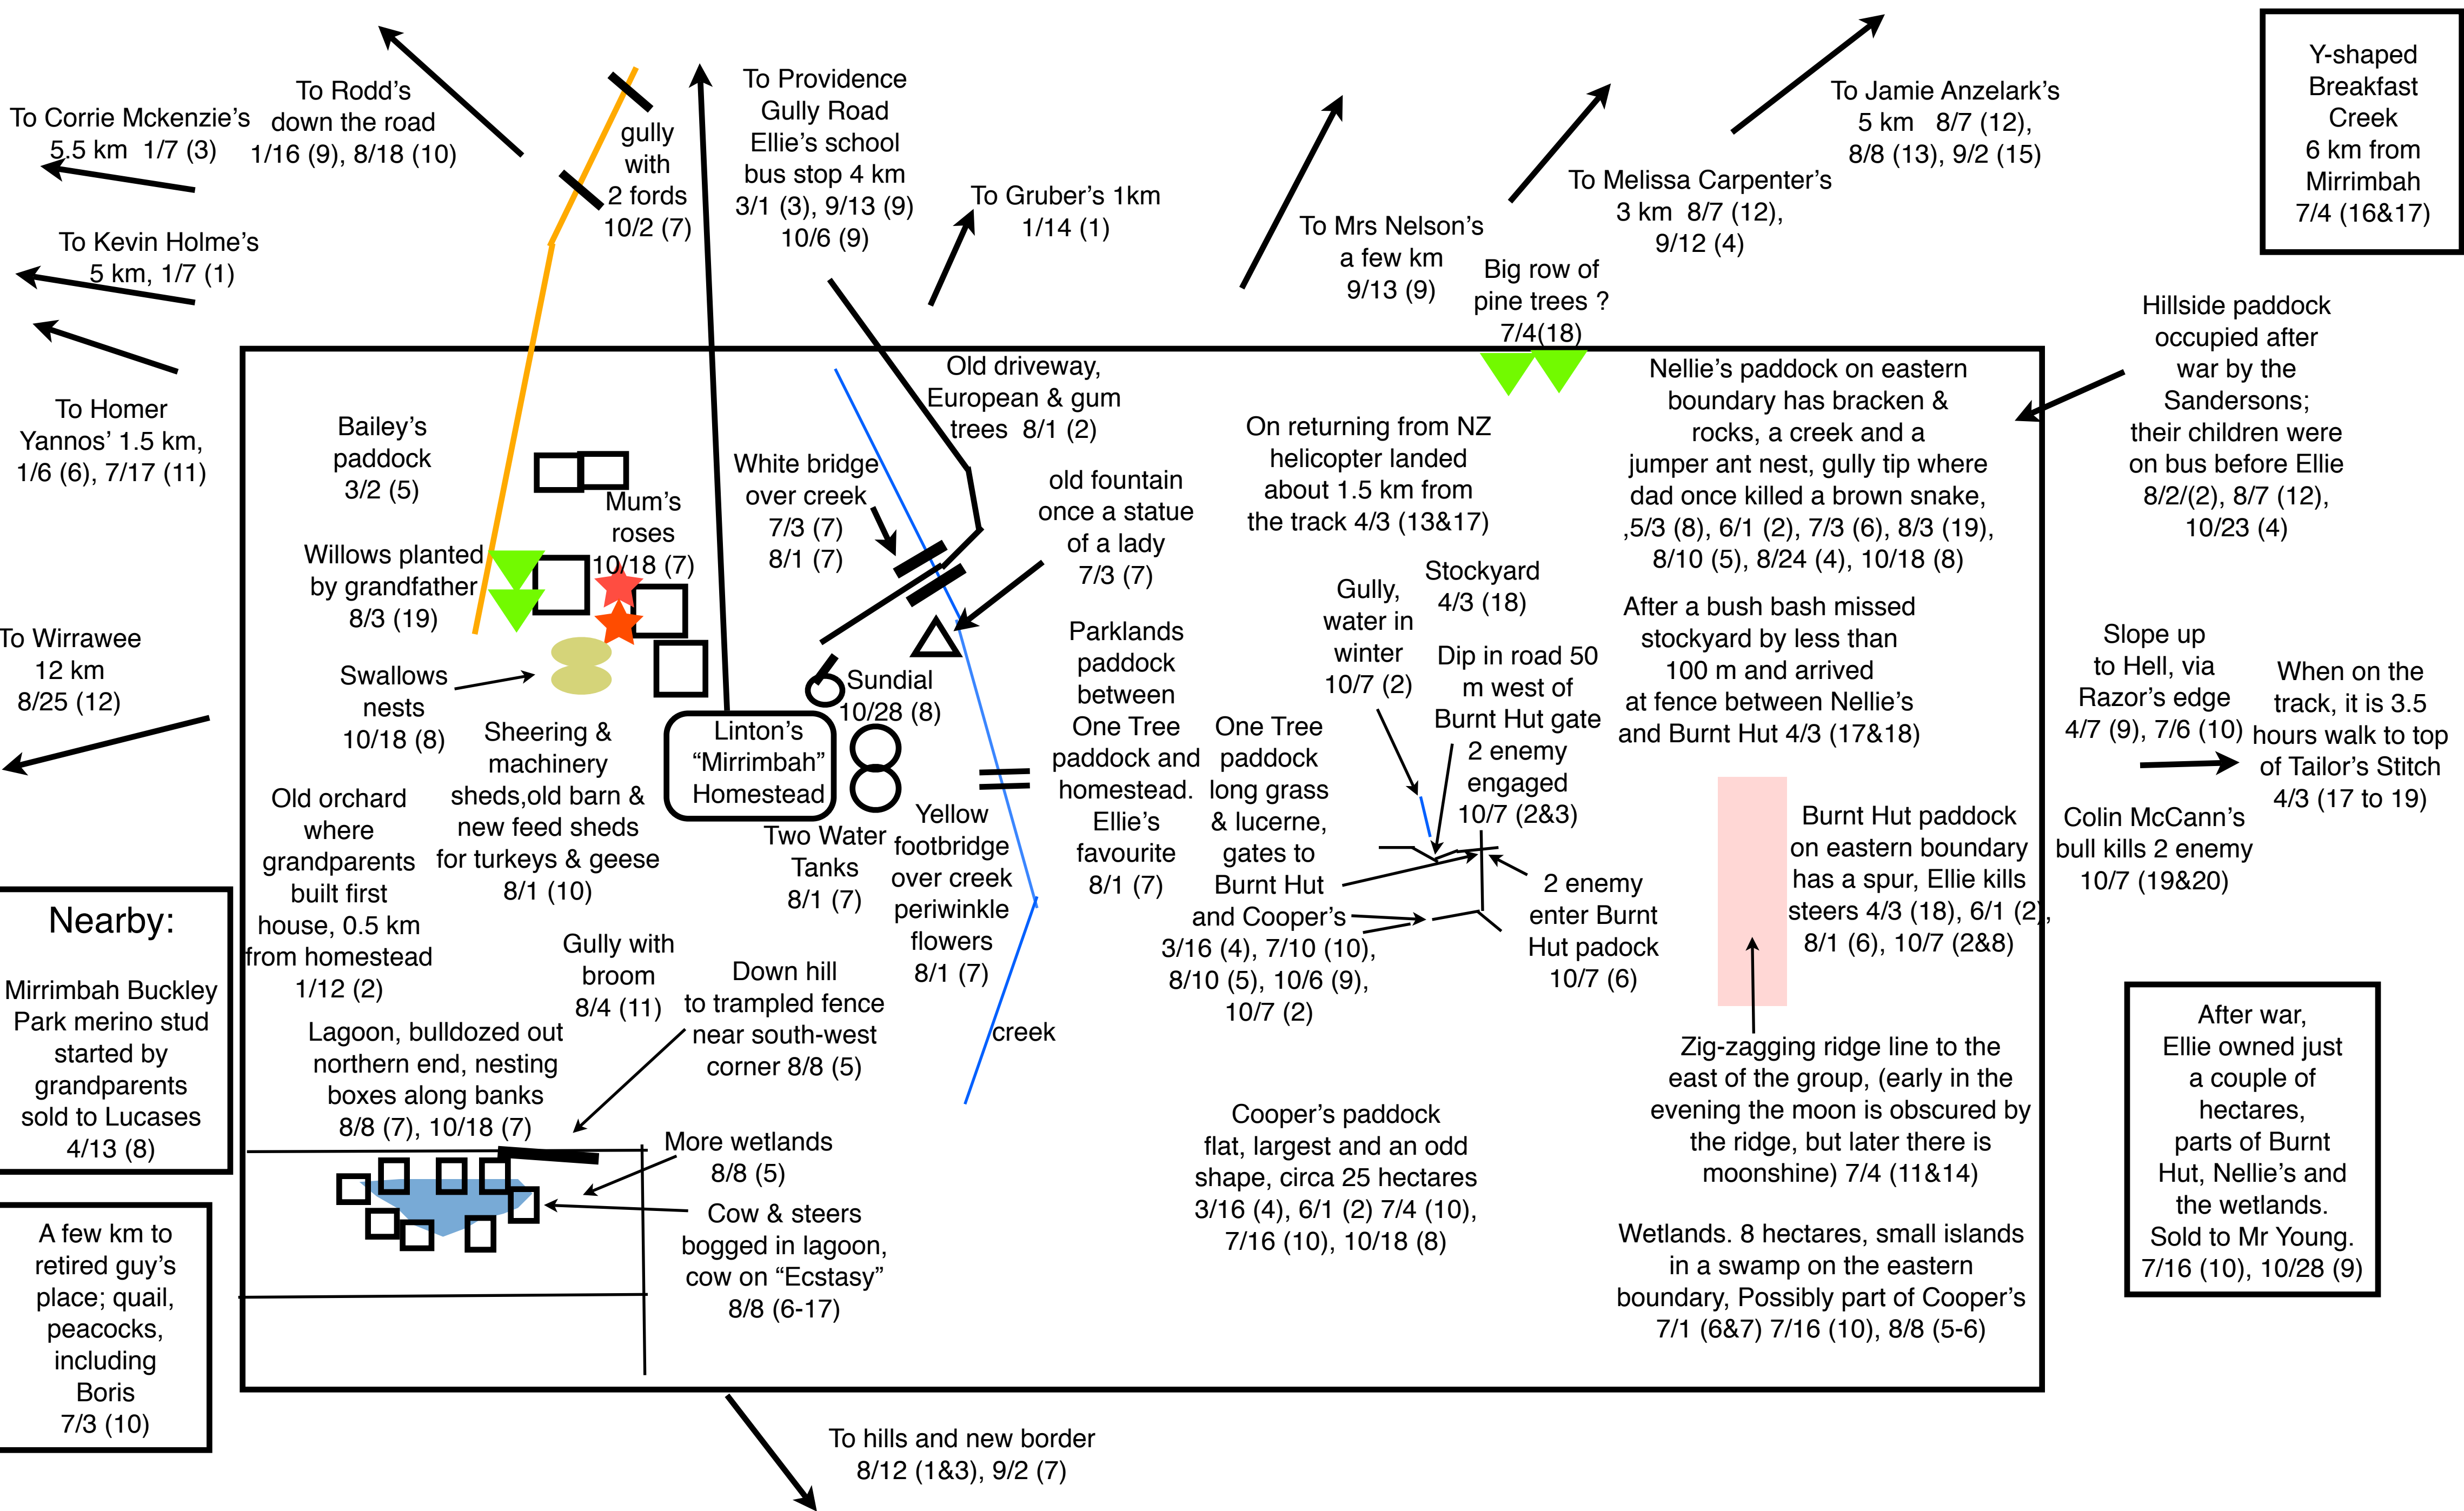 To Corrie Mckenzie's
5.5 km  1/7 (3)
To Rodd's
down the road
1/16 (9), 8/18 (10)
gully
with
2 fords
10/2 (7)
To Providence
Gully Road
Ellie's school
bus stop 4 km
3/1 (3), 9/13 (9)
10/6 (9)
To Gruber's 1km
1/14 (1)
To Mrs Nelson's
a few km
9/13 (9)
To Melissa Carpenter's
3 km  8/7 (12),
9/12 (4)
To Jamie Anzelark's
5 km   8/7 (12),
8/8 (13), 9/2 (15)
Y-shaped
Breakfast
Creek
6 km from
Mirrimbah
7/4 (16&17)
To Kevin Holme's
5 km, 1/7 (1)
Big row of
pine trees ?
7/4(18)
To Homer
Yannos' 1.5 km,
1/6 (6), 7/17 (11)
Bailey's
paddock
3/2 (5)
Mum's
roses
10/18 (7)
White bridge
over creek
7/3 (7)
8/1 (7)
Old driveway,
European & gum
trees  8/1 (2)
old fountain
once a statue
of a lady
7/3 (7)
On returning from NZ
helicopter landed
about 1.5 km from
the track 4/3 (13&17)
Nellie's paddock on eastern
boundary has bracken &
rocks, a creek and a
jumper ant nest, gully tip where
dad once killed a brown snake,
,5/3 (8), 6/1 (2), 7/3 (6), 8/3 (19),
8/10 (5), 8/24 (4), 10/18 (8)
Hillside paddock
occupied after
war by the
Sandersons;
their children were
on bus before Ellie
8/2/(2), 8/7 (12),
10/23 (4)
Willows planted
by grandfather
8/3 (19)
Swallows
nests
10/18 (8)
To Wirrawee
12 km
8/25 (12)
Sundial
10/28 (8)
Linton's
"Mirrimbah"
Homestead
Two Water
Tanks
8/1 (7)
Sheering &
machinery
sheds,old barn &
new feed sheds
for turkeys & geese
8/1 (10)
Old orchard
where
grandparents
built first
house, 0.5 km
from homestead
1/12 (2)
Yellow
footbridge
over creek
periwinkle
flowers
8/1 (7)
Parklands
paddock
between
One Tree
paddock and
homestead.
Ellie's
favourite
8/1 (7)
One Tree
paddock
long grass
& lucerne,
gates to
Burnt Hut
and Cooper's
3/16 (4), 7/10 (10),
8/10 (5), 10/6 (9),
10/7 (2)
Gully,
water in
winter
10/7 (2)
Stockyard
4/3 (18)
Dip in road 50
m west of
Burnt Hut gate
2 enemy
engaged
10/7 (2&3)
2 enemy
enter Burnt
Hut padock
10/7 (6)
After a bush bash missed
stockyard by less than
100 m and arrived
at fence between Nellie's
and Burnt Hut 4/3 (17&18)
Burnt Hut paddock
on eastern boundary
has a spur, Ellie kills
steers 4/3 (18), 6/1 (2),
8/1 (6), 10/7 (2&8)
Slope up
to Hell, via
Razor's edge
4/7 (9), 7/6 (10)
When on the
track, it is 3.5
hours walk to top
of Tailor's Stitch
4/3 (17 to 19)
Colin McCann's
bull kills 2 enemy
10/7 (19&20)
Nearby:
Mirrimbah Buckley
Park merino stud
started by
grandparents
sold to Lucases
4/13 (8)
A few km to
retired guy's
place; quail,
peacocks,
including
Boris
7/3 (10)
Gully with
broom
8/4 (11)
Down hill
to trampled fence
near south-west
corner 8/8 (5)
Lagoon, bulldozed out
northern end, nesting
boxes along banks
8/8 (7), 10/18 (7)
More wetlands
8/8 (5)
Cow & steers
bogged in lagoon,
cow on "Ecstasy"
8/8 (6-17)
creek
Cooper's paddock
flat, largest and an odd
shape, circa 25 hectares
3/16 (4), 6/1 (2) 7/4 (10),
7/16 (10), 10/18 (8)
Zig-zagging ridge line to the
east of the group, (early in the
evening the moon is obscured by
the ridge, but later there is
moonshine) 7/4 (11&14)
Wetlands. 8 hectares, small islands
in a swamp on the eastern
boundary, Possibly part of Cooper's
7/1 (6&7) 7/16 (10), 8/8 (5-6)
After war,
Ellie owned just
a couple of
hectares,
parts of Burnt
Hut, Nellie's and
the wetlands.
Sold to Mr Young.
7/16 (10), 10/28 (9)
To hills and new border
8/12 (1&3), 9/2 (7)